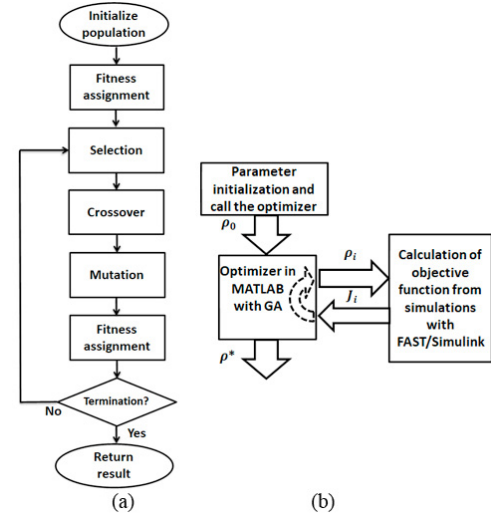 Initialize
population
Fitness
assignment
Selection
Crossover
Mutation
Fitness
assignment
Termination?
No
Yes
Return
result
(a)
Parameter
initialization and
call the optimizer
ρ₀
Optimizer in
MATLAB
with GA
ρᵢ
Jᵢ
Calculation of
objective
function from
simulations
with
FAST/Simulink
ρ*
(b)